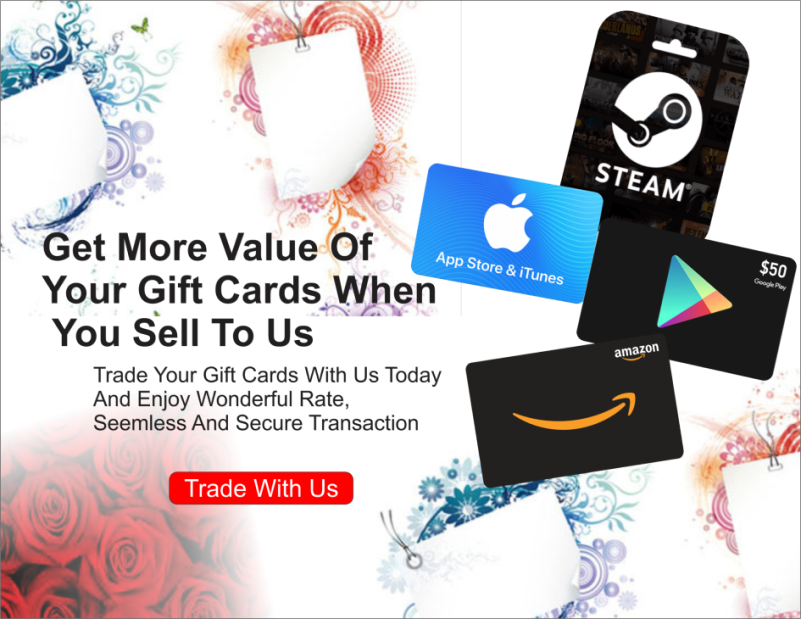 Get More Value Of
Your Gift Cards When
You Sell To Us
Trade Your Gift Cards With Us Today
And Enjoy Wonderful Rate,
Seemless And Secure Transaction
Trade With Us
STEAM®
App Store & iTunes
$50
Google Play
amazon